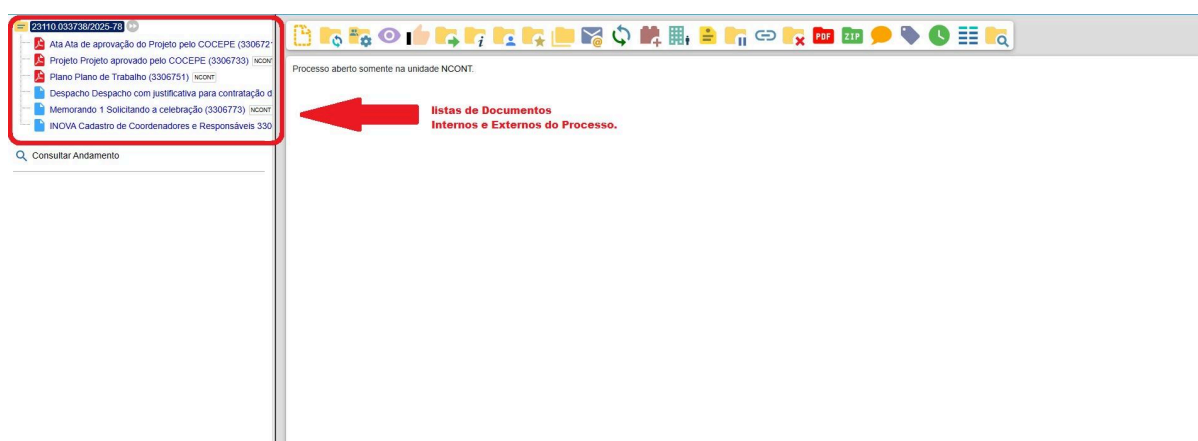 23110.033738/2025-78
Ata Ata de aprovação do Projeto pelo COCEPE (330672
Projeto Projeto aprovado pelo COCEPE (3306733) NCON
Plano Plano de Trabalho (3306751) NCONT
Despacho Despacho com justificativa para contratação d
Memorando 1 Solicitando a celebração (3306773) NCONT
INOVA Cadastro de Coordenadores e Responsáveis 330
Consultar Andamento
i
@
PDF
ZIP
Processo aberto somente na unidade NCONT.
listas de Documentos
Internos e Externos do Processo.